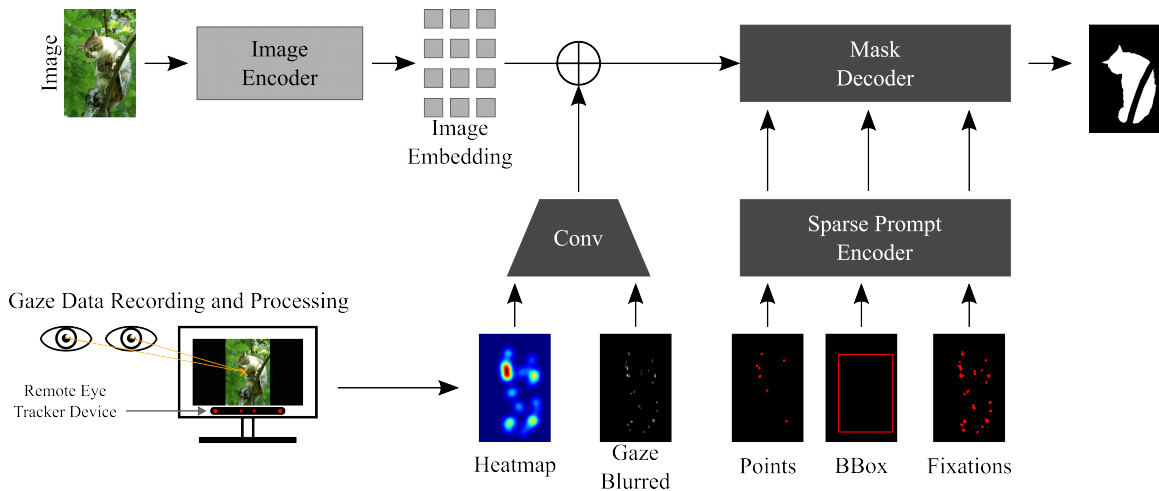 Image
Image
Encoder
Image
Embedding
Mask
Decoder
Conv
Sparse Prompt
Encoder
Gaze Data Recording and Processing
Remote Eye
Tracker Device
Heatmap
Gaze
Blurred
Points
BBox
Fixations